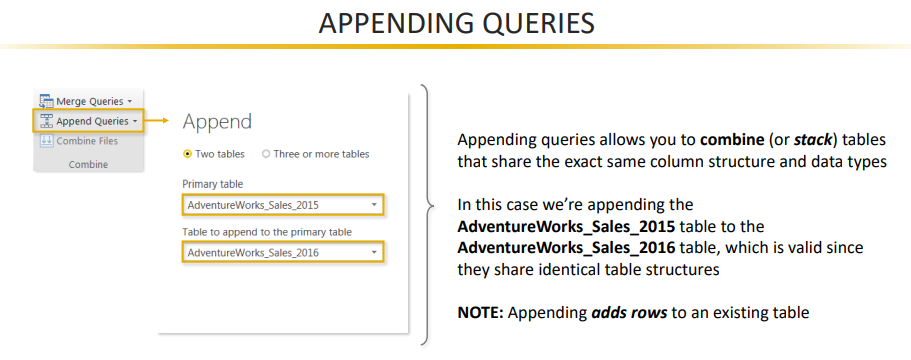 APPENDING QUERIES
Merge Queries
Append Queries
Combine Files
Combine
Append
Two tables
Three or more tables
Primary table
AdventureWorks_Sales_2015
Table to append to the primary table
AdventureWorks_Sales_2016
Appending queries allows you to combine (or stack) tables
that share the exact same column structure and data types
In this case we’re appending the
AdventureWorks_Sales_2015 table to the
AdventureWorks_Sales_2016 table, which is valid since
they share identical table structures
NOTE: Appending adds rows to an existing table